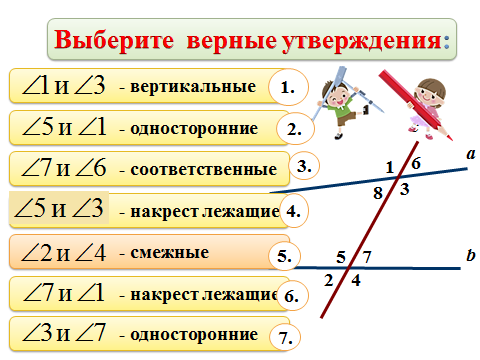 Выберите верные утверждения:
∠1 и ∠3 - вертикальные 1.
∠5 и ∠1 - односторонние 2.
∠7 и ∠6 - соответственные 3.
∠5 и ∠3 - накрест лежащие 4.
∠2 и ∠4 - смежные 5.
∠7 и ∠1 - накрест лежащие 6.
∠3 и ∠7 - односторонние 7.
a
1 6
8 3
b
5 7
2 4